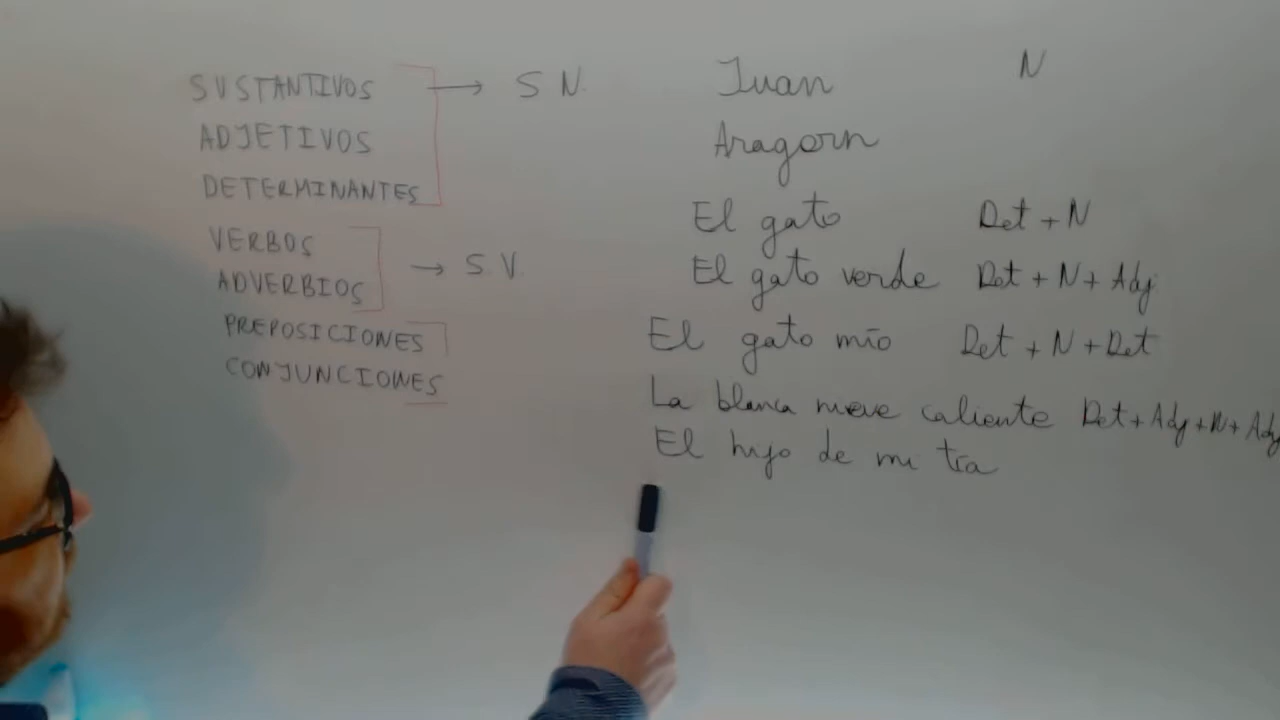 SUSTANTIVOS → S N.
ADJETIVOS
DETERMINANTES
VERBOS
ADVERBIOS → S.V.
PREPOSICIONES
CONJUNCIONES
Juan N
Aragorn
El gato Det + N
El gato verde Det + N + Adj
El gato mío Det + N + Det
La blanca nieve caliente Det + Adj + N + Adj
El hijo de mi tía